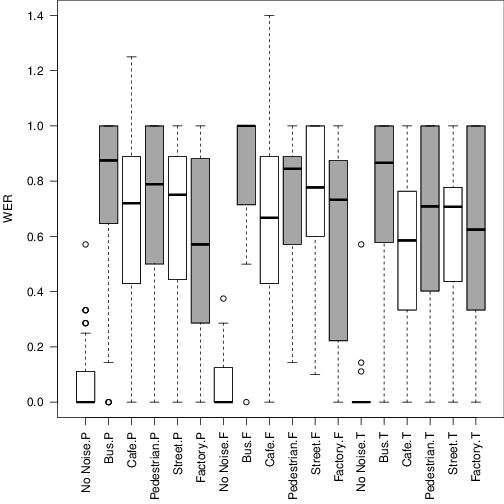 1.4
1.2
1.0
0.8
0.6
0.4
0.2
0.0
WER
No Noise.P
Bus.P
Cafe.P
Pedestrian.P
Street.P
Factory.P
No Noise.F
Bus.F
Cafe.F
Pedestrian.F
Street.F
Factory.F
No Noise.T
Bus.T
Cafe.T
Pedestrian.T
Street.T
Factory.T